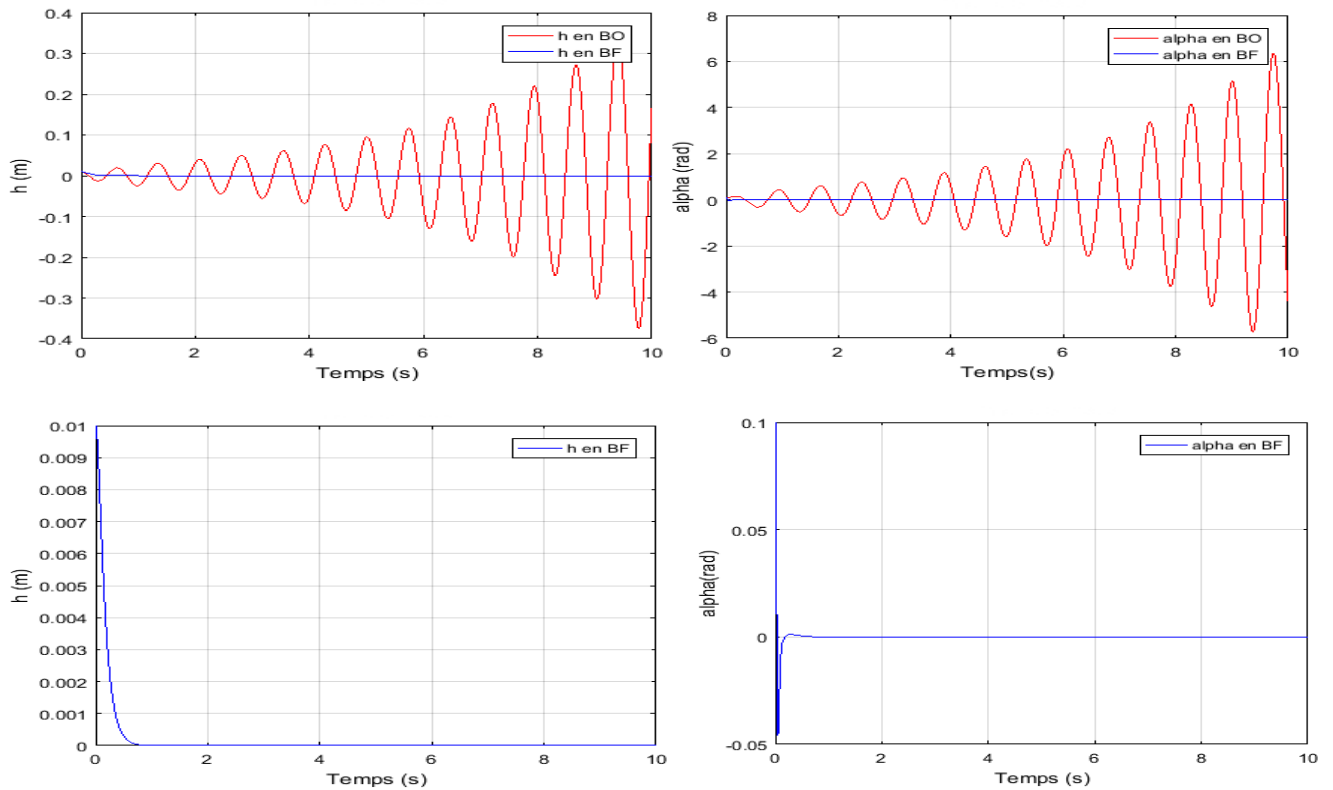 0.4
0.3
0.2
0.1
0
-0.1
-0.2
-0.3
-0.4
h (m)
h en BO
h en BF
0 2 4 6 8 10
Temps (s)
8
6
4
2
0
-2
-4
-6
alpha (rad)
alpha en BO
alpha en BF
0 2 4 6 8 10
Temps(s)
0.01
0.009
0.008
0.007
0.006
0.005
0.004
0.003
0.002
0.001
0
h (m)
h en BF
0 2 4 6 8 10
Temps (s)
0.1
0.05
0
-0.05
alpha(rad)
alpha en BF
0 2 4 6 8 10
Temps (s)